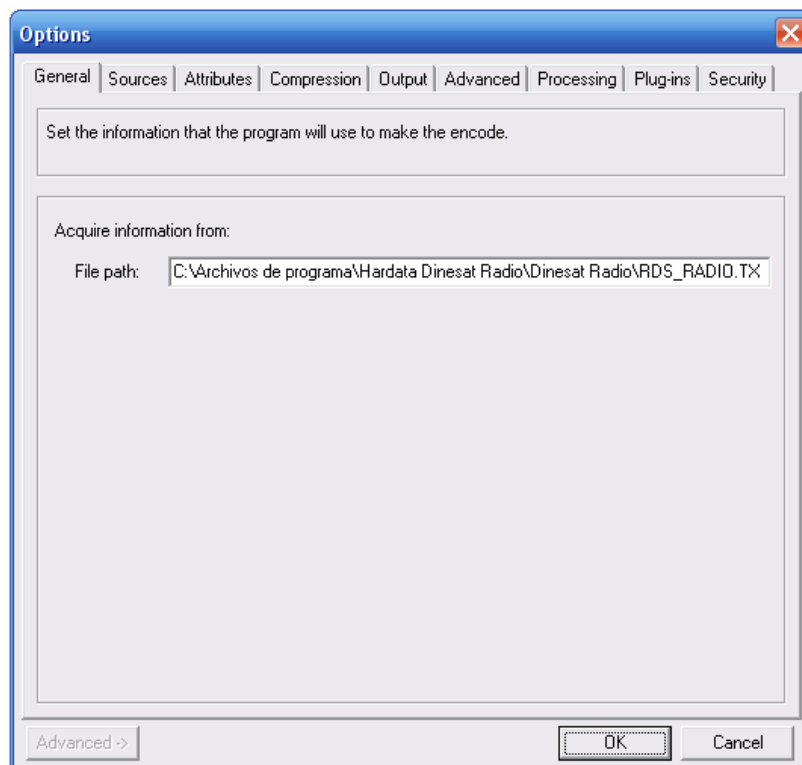 Options
General Sources Attributes Compression Output Advanced Processing Plug-ins Security
Set the information that the program will use to make the encode.
Acquire information from:
File path: C:\Archivos de programa\Hardata Dinesat Radio\Dinesat Radio\RDS_RADIO.TX
Advanced -> OK Cancel